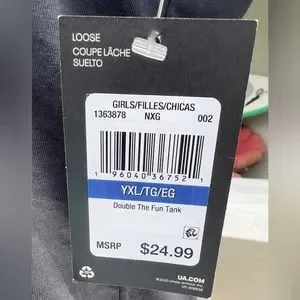 LOOSE
COUPE LÂCHE
SUELTO
GIRLS/FILLES/CHICAS
1363878 NXG 002
1 96040 36752 1
YXL/TG/EG
Double The Fun Tank
MSRP $24.99
UA.COM